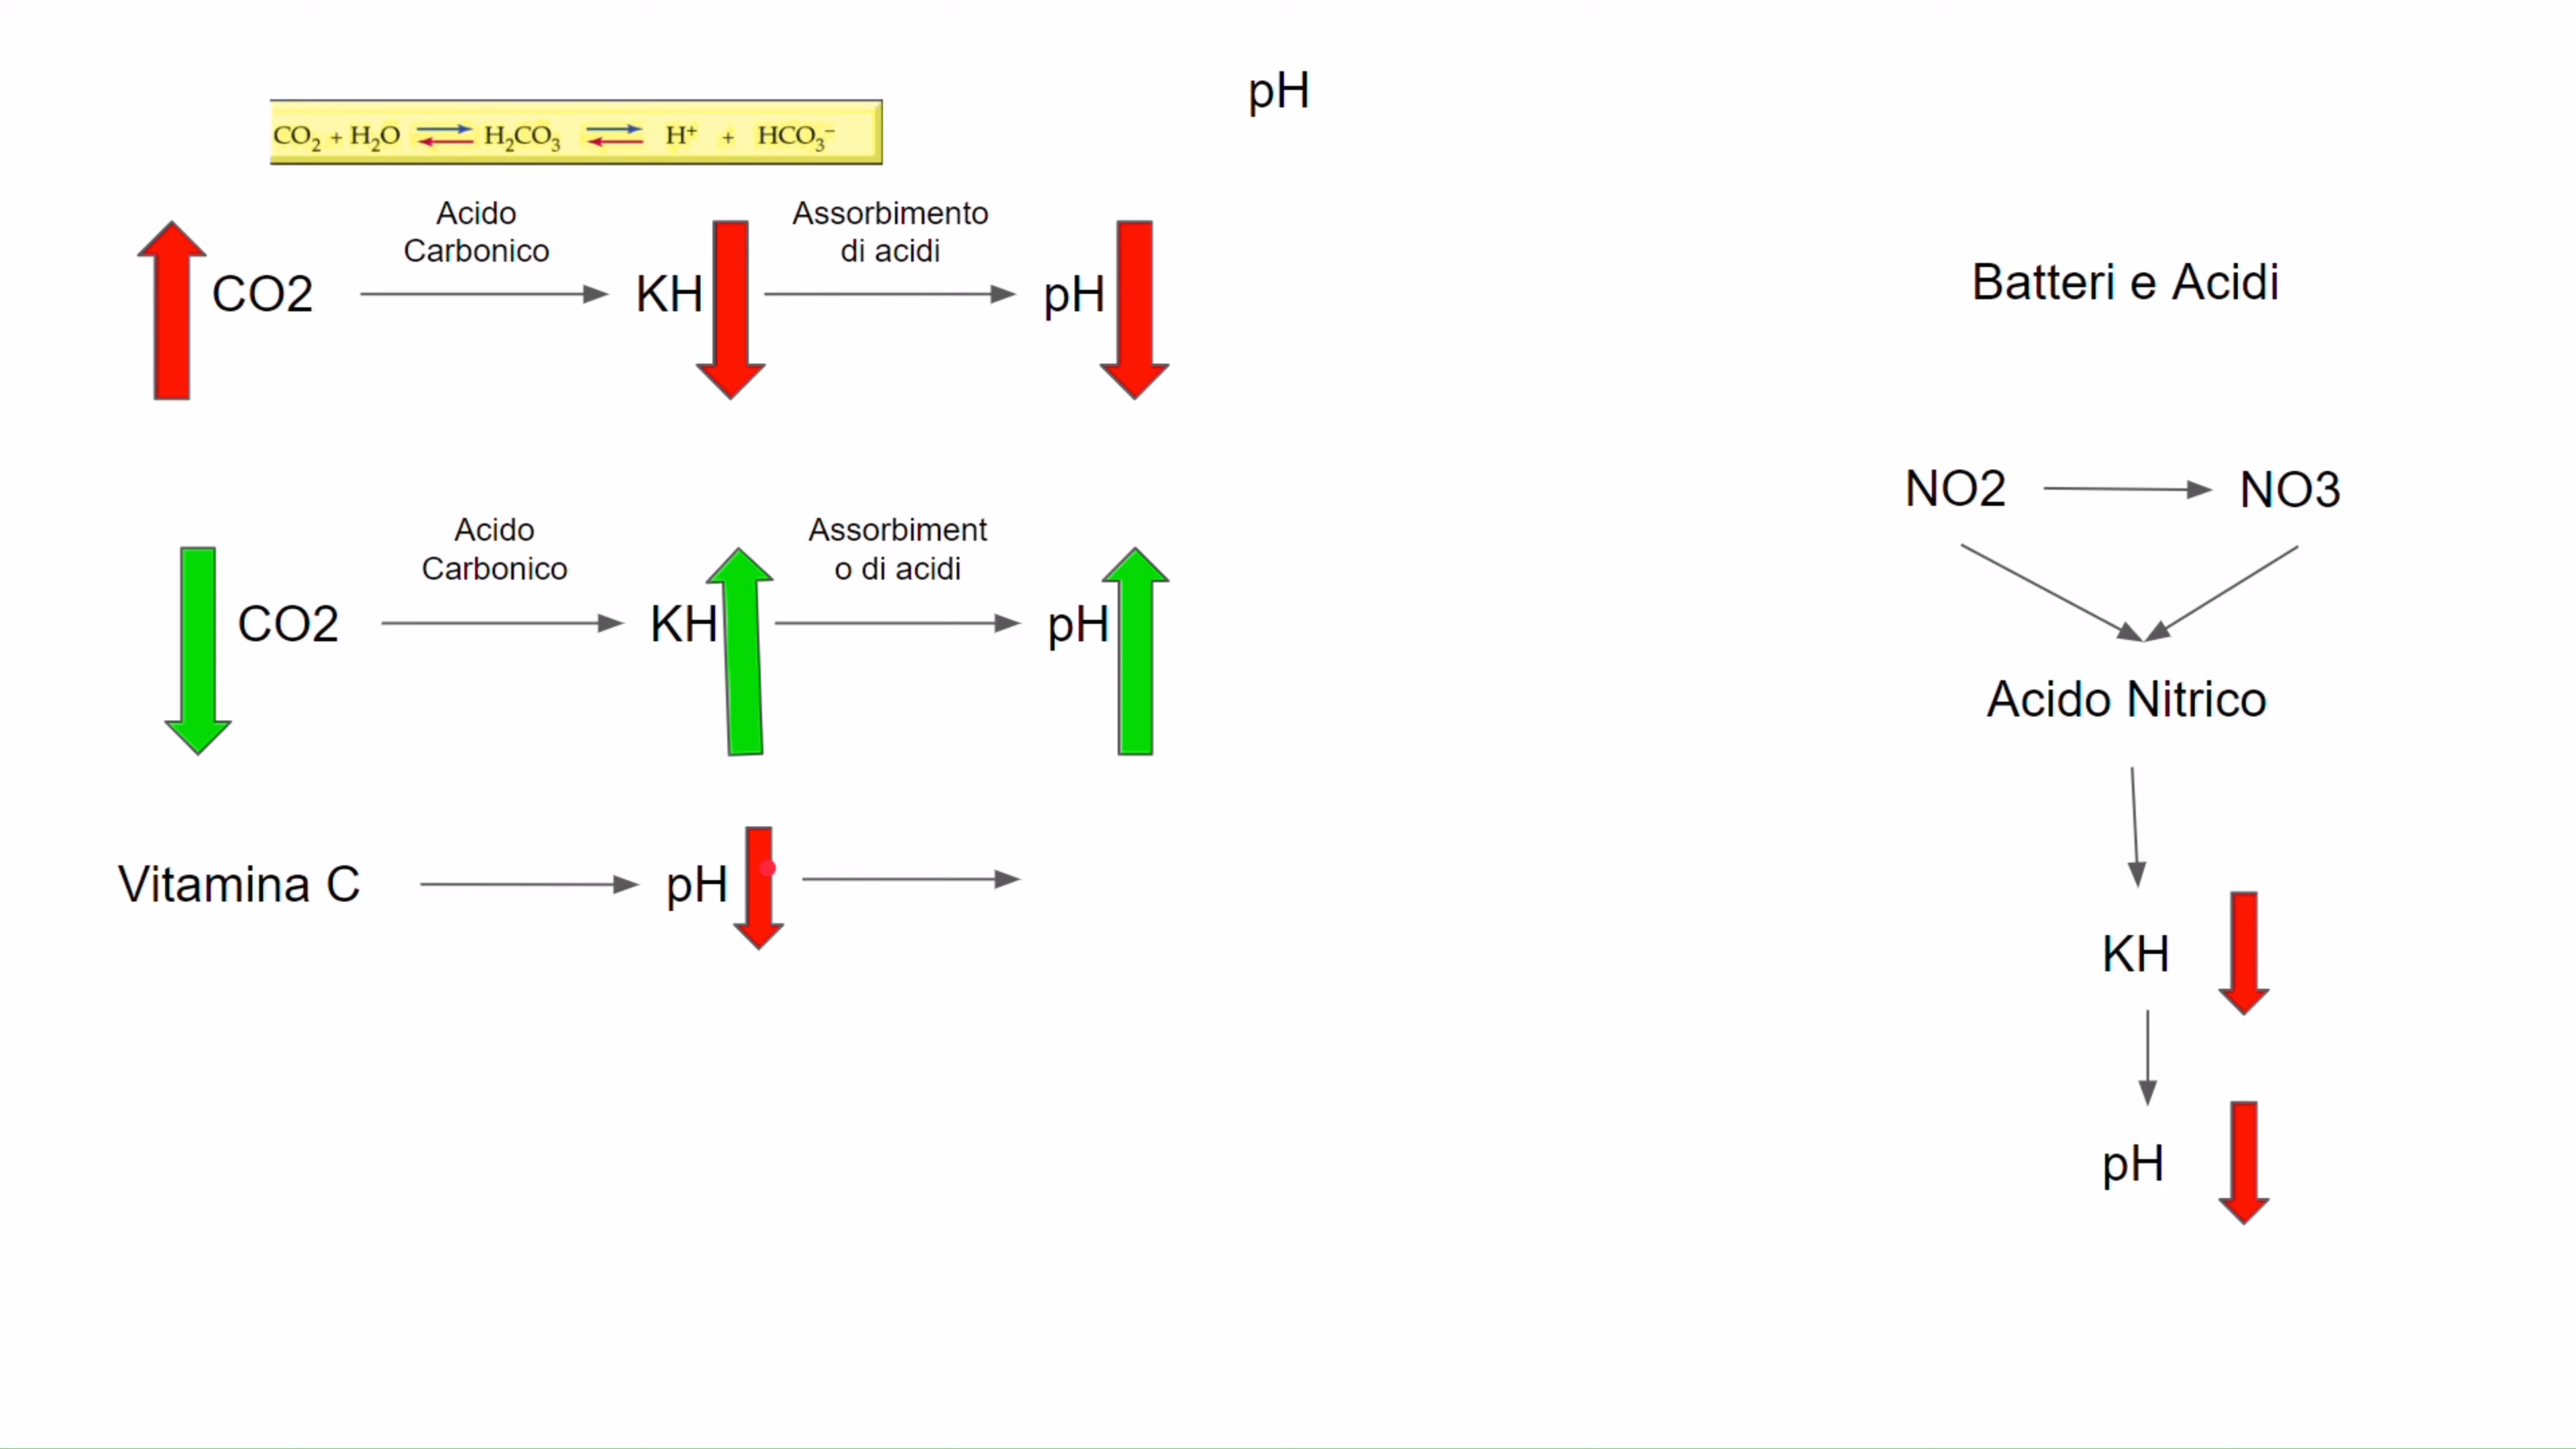 pH
CO₂ + H₂O ⇌ H₂CO₃ ⇌ H⁺ + HCO₃⁻
Acido
Carbonico
Assorbimento
di acidi
CO2
KH
pH
Acido
Carbonico
Assorbiment
o di acidi
CO2
KH
pH
Vitamina C
pH
Batteri e Acidi
NO2
NO3
Acido Nitrico
KH
pH